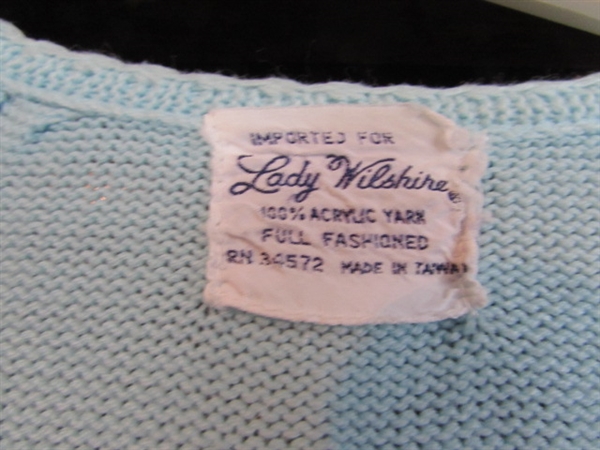 IMPORTED FOR
Lady Wilshire®
100% ACRYLIC YARN
FULL FASHIONED
RN 34572 MADE IN TAIWAN